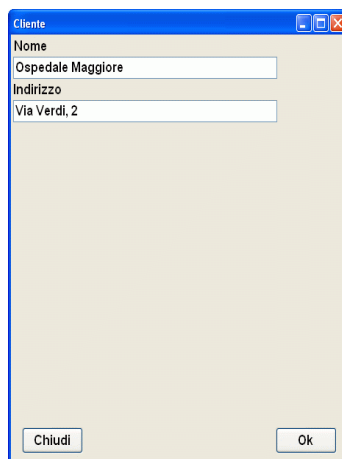 Cliente
Nome
Ospedale Maggiore
Indirizzo
Via Verdi, 2
Chiudi Ok